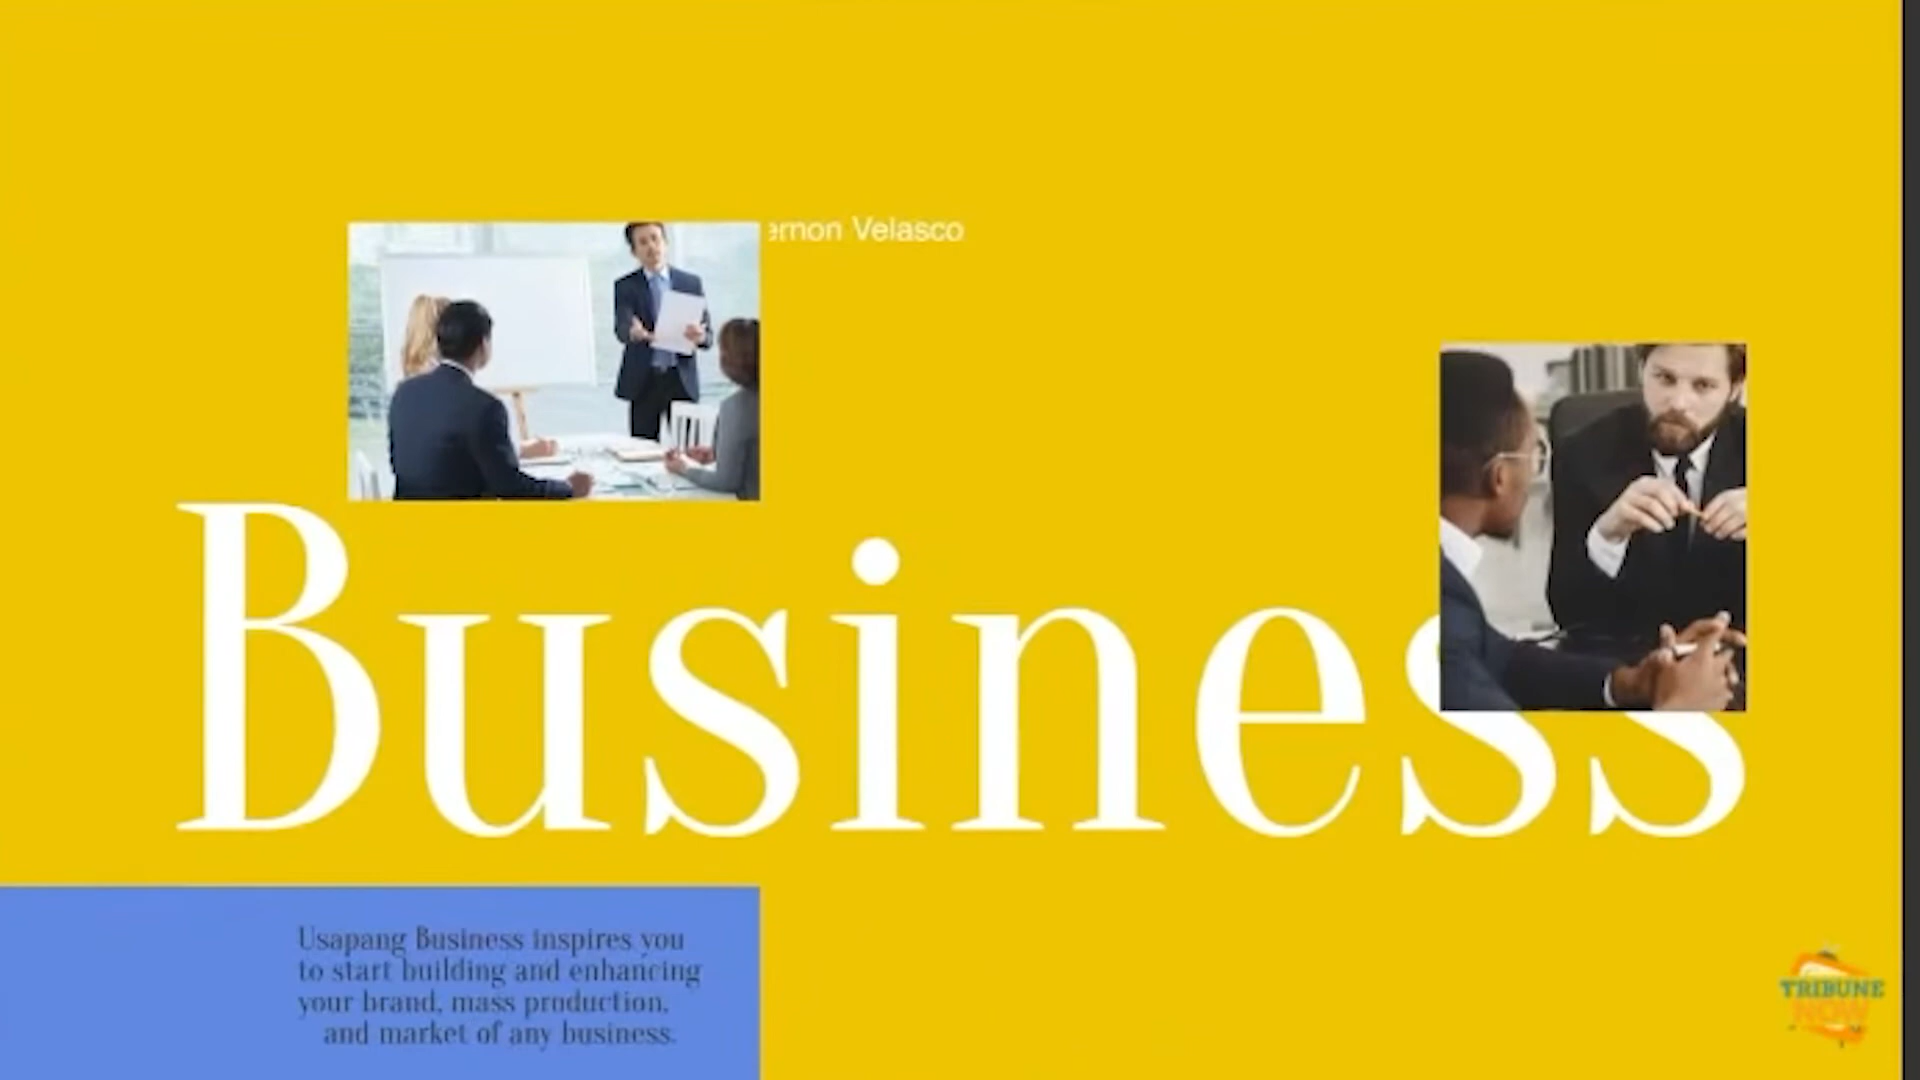 Velasco
Business
Usapang Business inspires you
to start building and enhancing
your brand, mass production,
and market of any business.
TRIBUNE
NOW